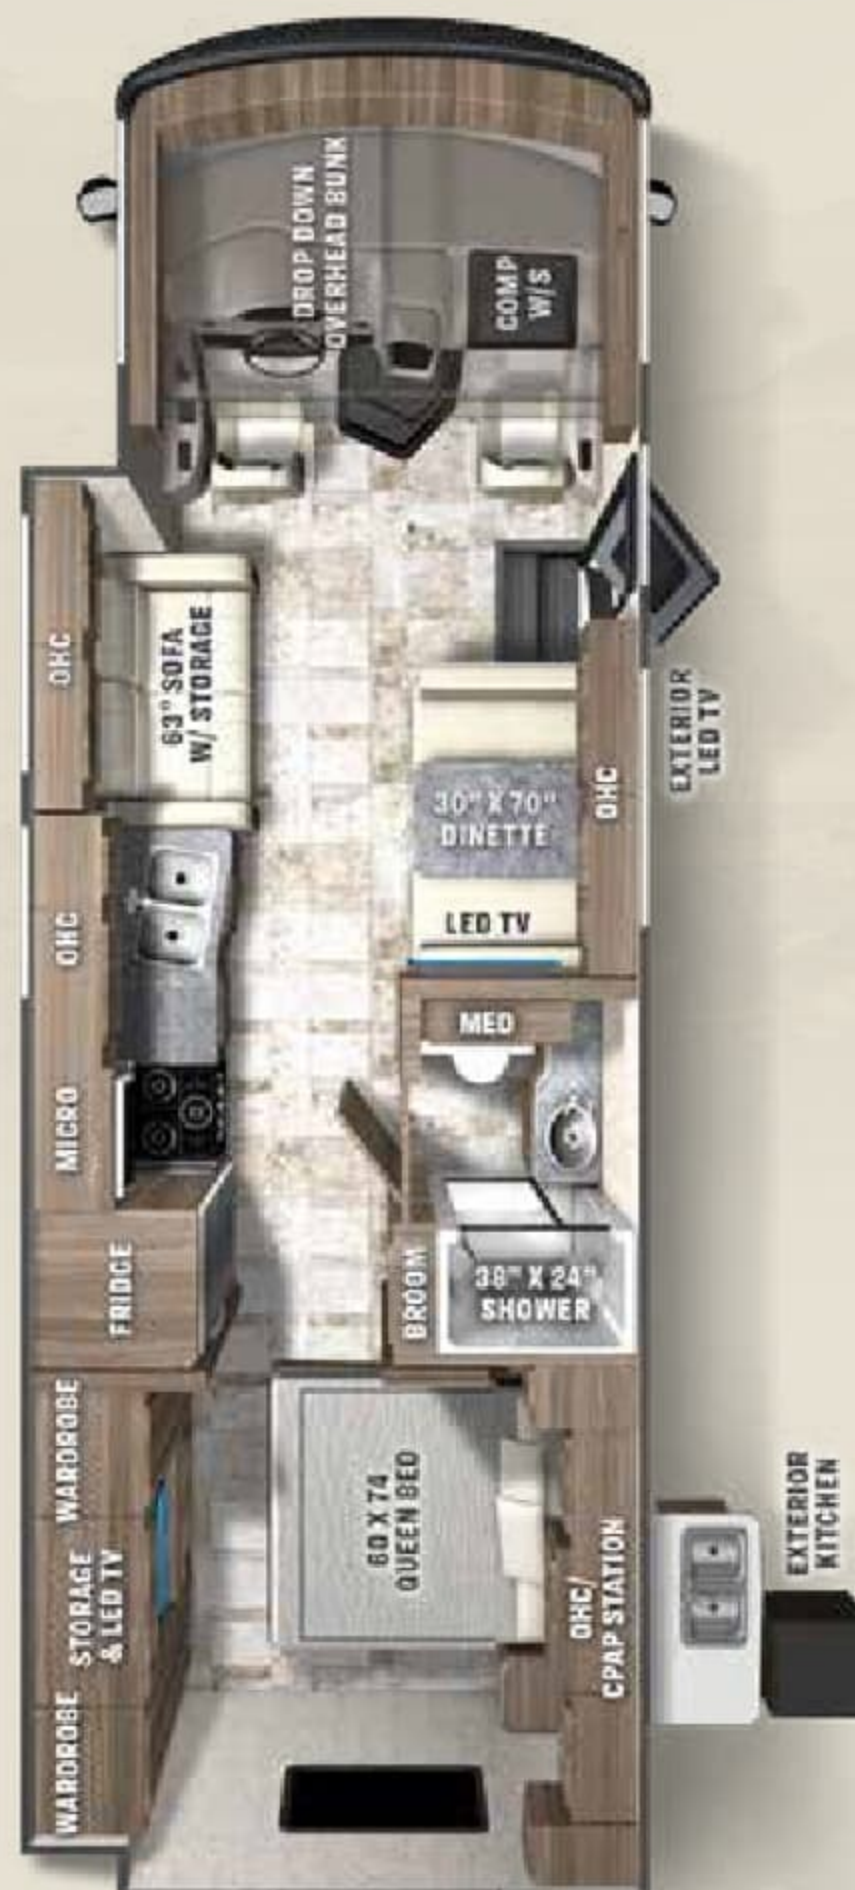 DROP DOWN
OVERHEAD BUNK
COMP
W/S
OHC
63" SOFA
W/ STORAGE
EXTERIOR
LED TV
30" X 70"
DINETTE
OHC
LED TV
OHC
MED
MICRO
FRIDGE
BROOM
38" X 24"
SHOWER
WARDROBE
60 X 74
QUEEN BED
STORAGE
& LED TV
OHC/
CPAP STATION
EXTERIOR
KITCHEN
WARDROBE